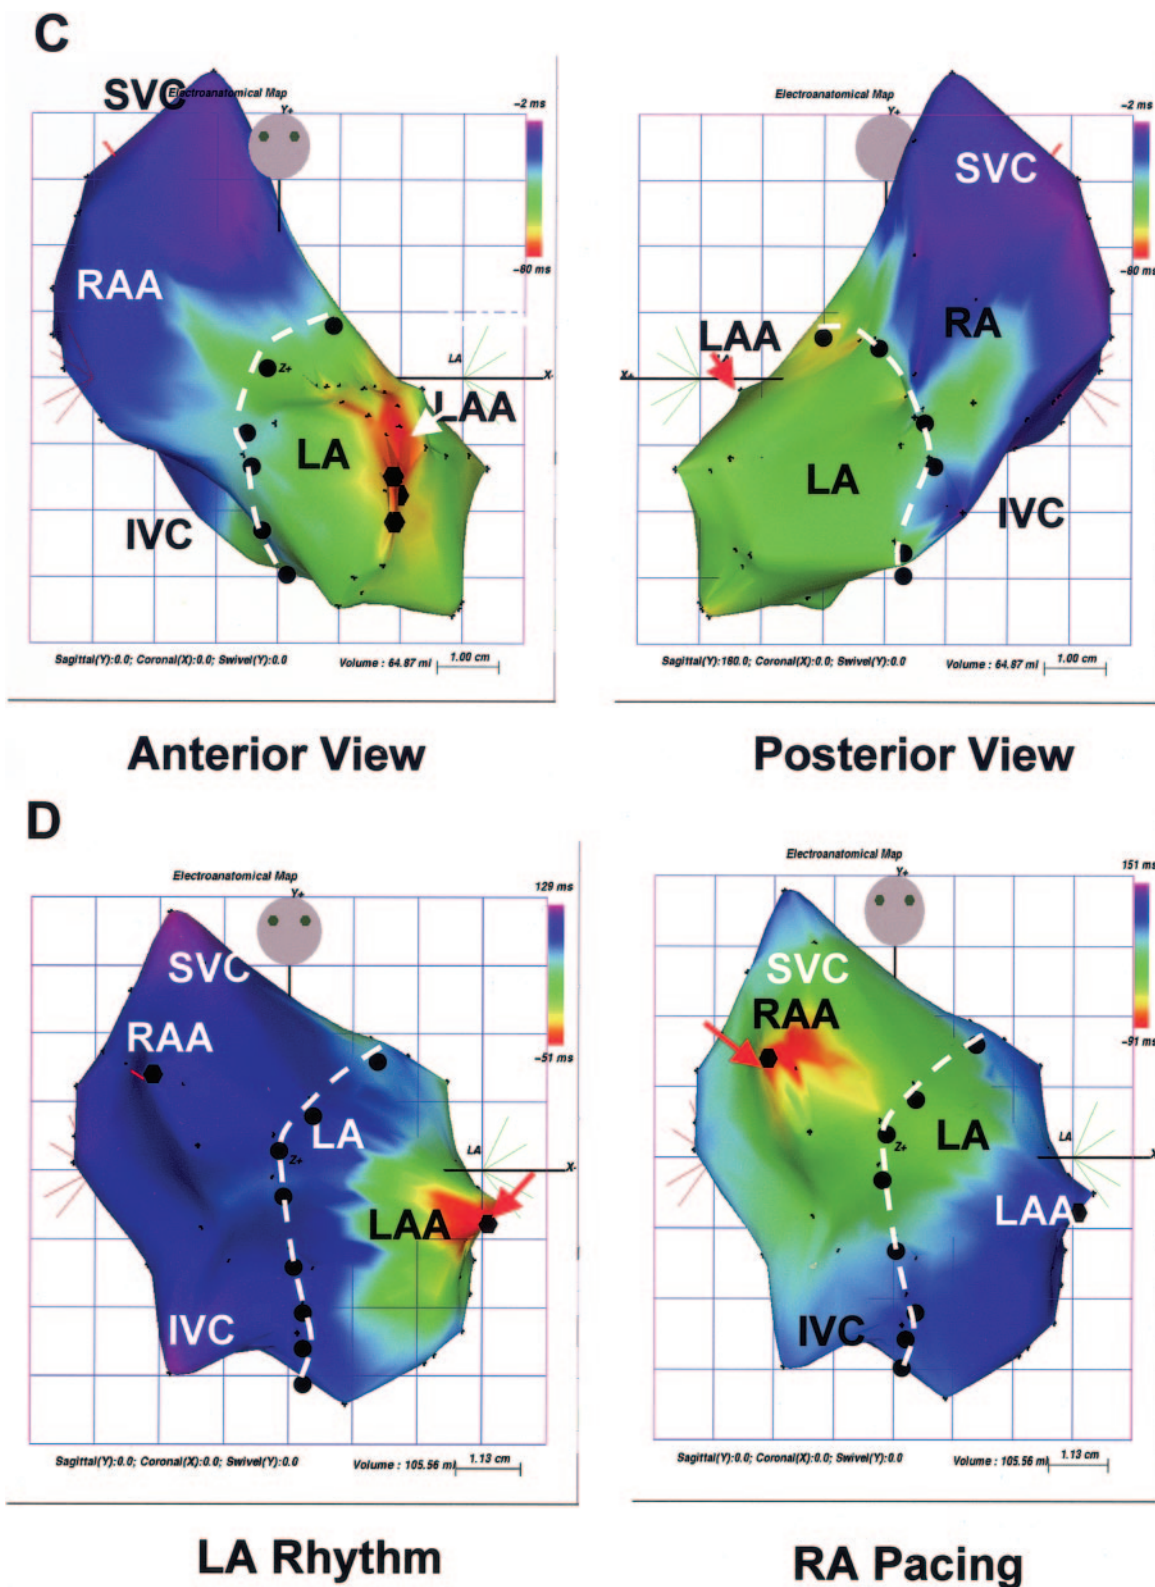 C
SVC
Electroanatomical Map
Y+
-2 ms
-60 ms
RAA
Z+
LA
X-
LAA
LA
IVC
Sagittal(Y):0.0; Coronal(X):0.0; Swivel(Y):0.0
Volume : 64.87 ml
1.00 cm
Anterior View
Electroanatomical Map
Y+
-2 ms
SVC
-60 ms
RA
LAA
X+
LA
IVC
Sagittal(Y):180.0; Coronal(X):0.0; Swivel(Y):0.0
Volume : 64.87 ml
1.00 cm
Posterior View
D
Electroanatomical Map
Y+
129 ms
SVC
RAA
-51 ms
LA
Z+
LA
X-
LAA
IVC
Sagittal(Y):0.0; Coronal(X):0.0; Swivel(Y):0.0
Volume : 105.56 ml
1.13 cm
LA Rhythm
Electroanatomical Map
Y+
151 ms
SVC
RAA
-91 ms
LA
Z+
LA
X
LAA
IVC
Sagittal(Y):0.0; Coronal(X):0.0; Swivel(Y):0.0
Volume : 105.56 ml
1.13 cm
RA Pacing